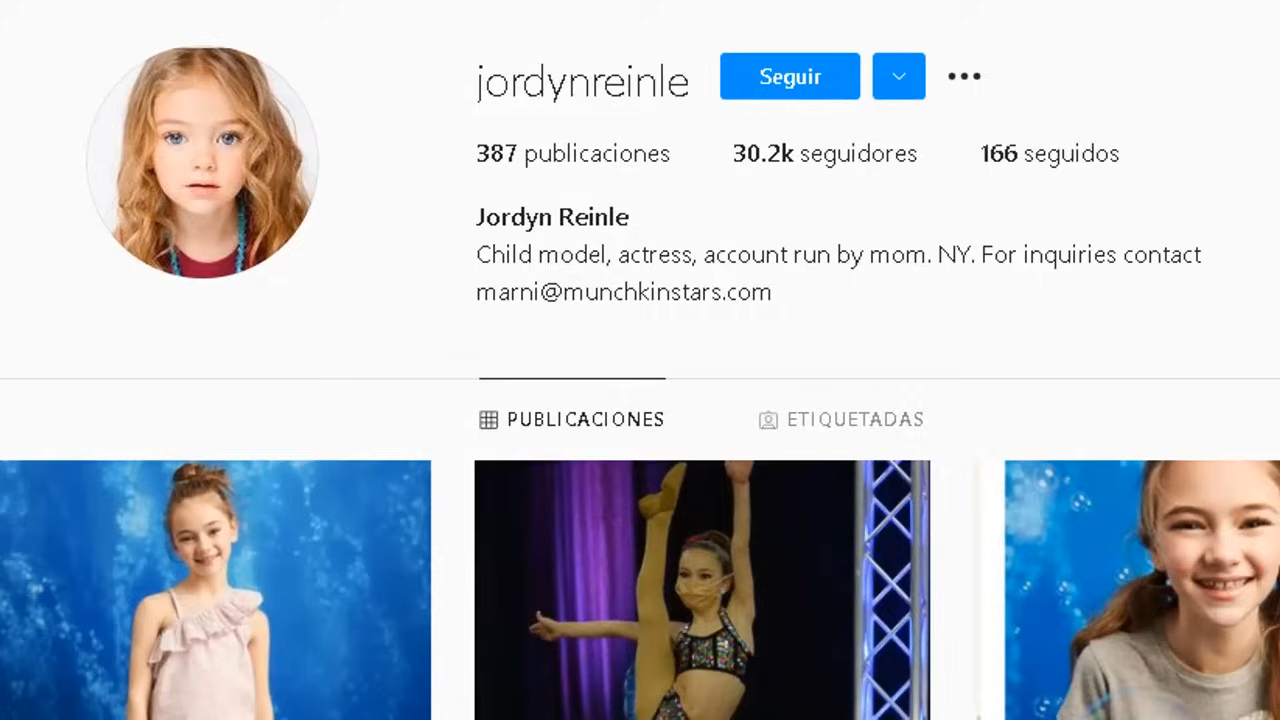 jordynreinle Seguir
387 publicaciones 30.2k seguidores 166 seguidos
Jordyn Reinle
Child model, actress, account run by mom. NY. For inquiries contact
marni@munchkinstars.com
PUBLICACIONES ETIQUETADAS